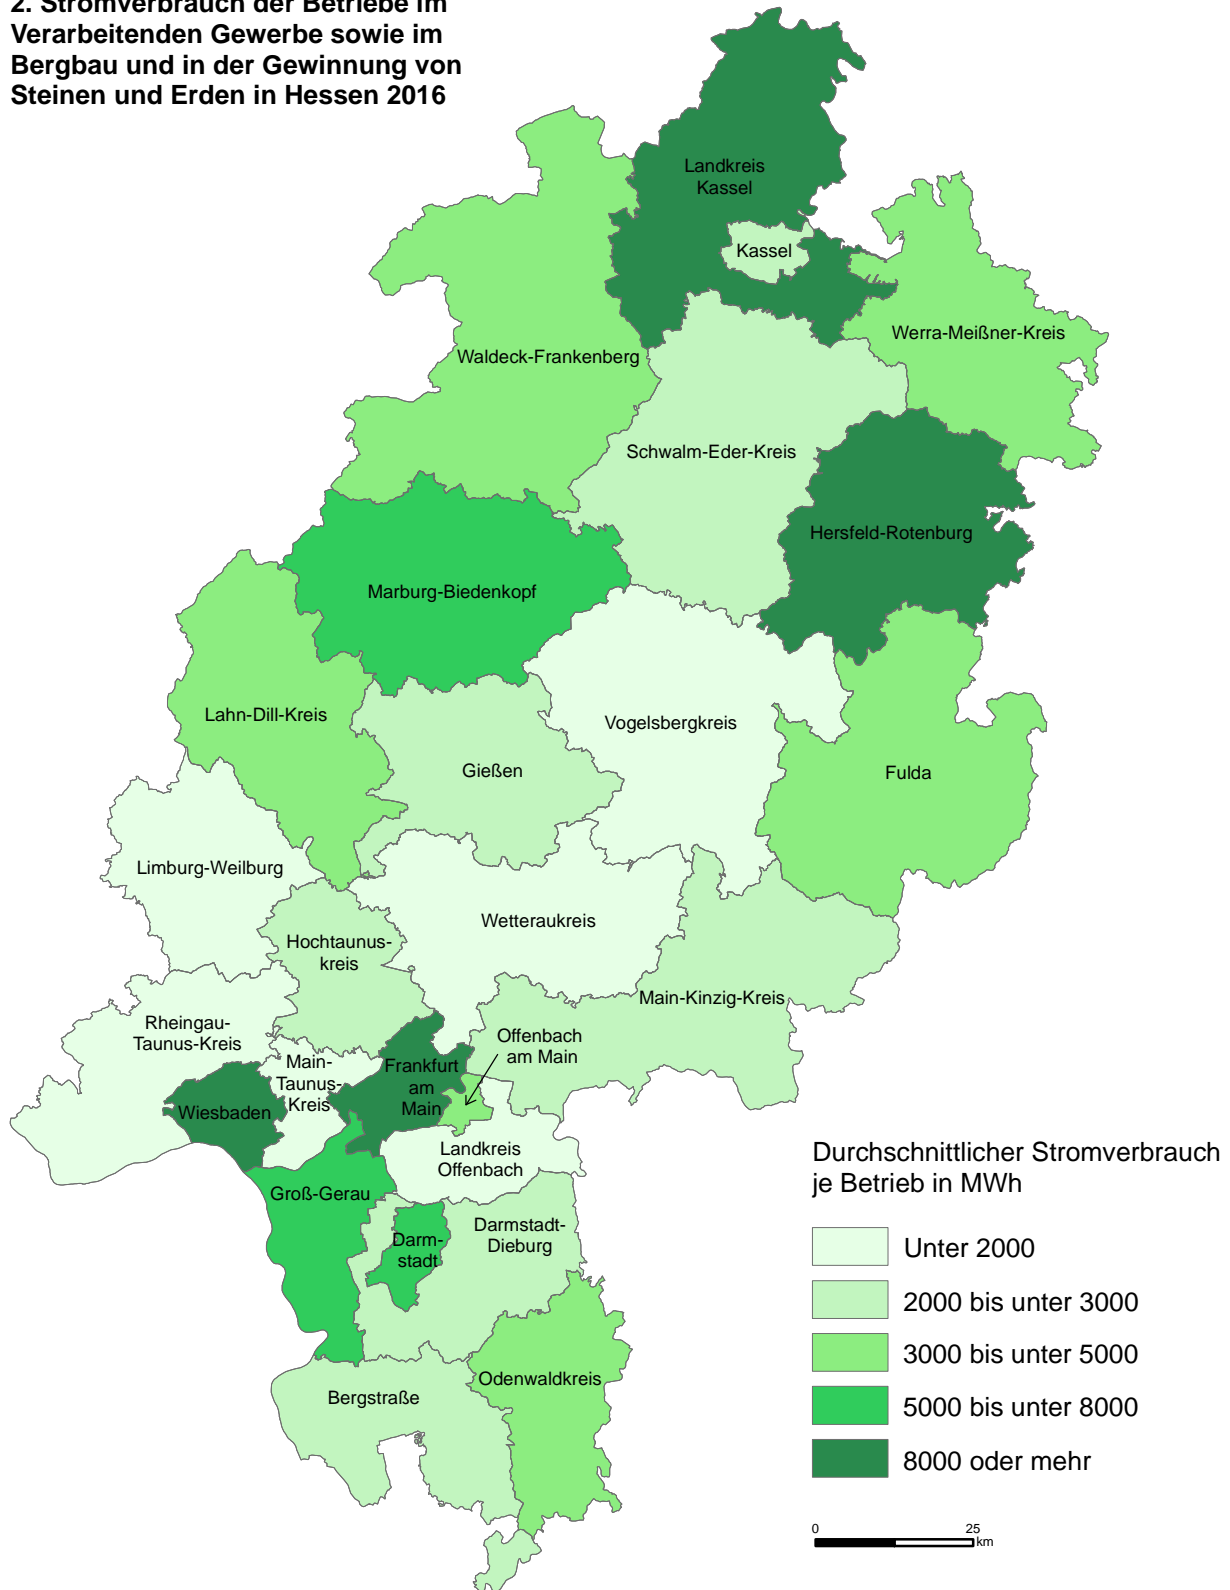 2. Stromverbrauch der Betriebe im
Verarbeitenden Gewerbe sowie im
Bergbau und in der Gewinnung von
Steinen und Erden in Hessen 2016
Landkreis
Kassel
Kassel
Werra-Meißner-Kreis
Waldeck-Frankenberg
Schwalm-Eder-Kreis
Hersfeld-Rotenburg
Marburg-Biedenkopf
Lahn-Dill-Kreis
Vogelsbergkreis
Gießen
Fulda
Limburg-Weilburg
Wetteraukreis
Hochtaunus-
kreis
Main-Kinzig-Kreis
Rheingau-
Taunus-Kreis
Offenbach
am Main
Main-
Taunus-
Kreis
Frankfurt
am
Main
Wiesbaden
Landkreis
Offenbach
Groß-Gerau
Darmstadt-
Dieburg
Darm-
stadt
Odenwaldkreis
Bergstraße
Durchschnittlicher Stromverbrauch
je Betrieb in MWh
Unter 2000
2000 bis unter 3000
3000 bis unter 5000
5000 bis unter 8000
8000 oder mehr
0 25
km